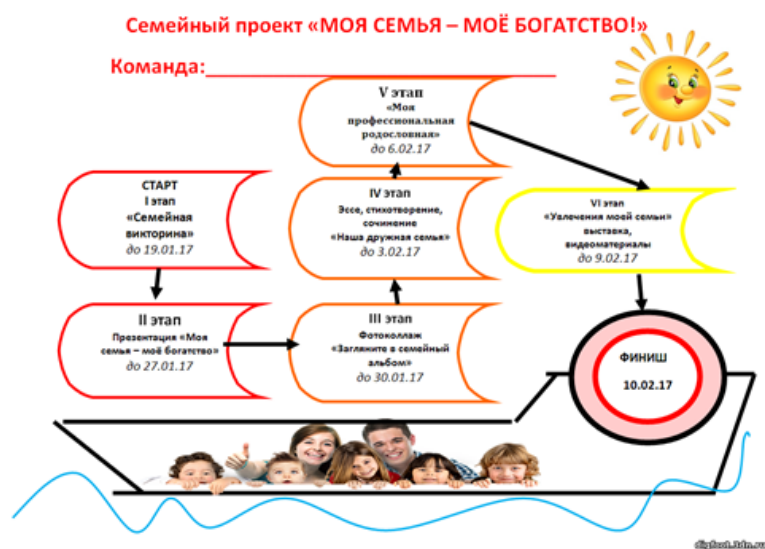 Семейный проект «МОЯ СЕМЬЯ – МОЁ БОГАТСТВО!»
Команда:
СТАРТ
I этап
«Семейная
викторина»
до 19.01.17
II этап
Презентация «Моя
семья – моё богатство»
до 27.01.17
III этап
Фотоколлаж
«Загляните в семейный
альбом»
до 30.01.17
IV этап
Эссе, стихотворение,
сочинение
«Наша дружная семья»
до 3.02.17
V этап
«Моя
профессиональная
родословная»
до 6.02.17
VI этап
«Увлечения моей семьи»
выставка,
видеоматериалы
до 9.02.17
ФИНИШ
10.02.17